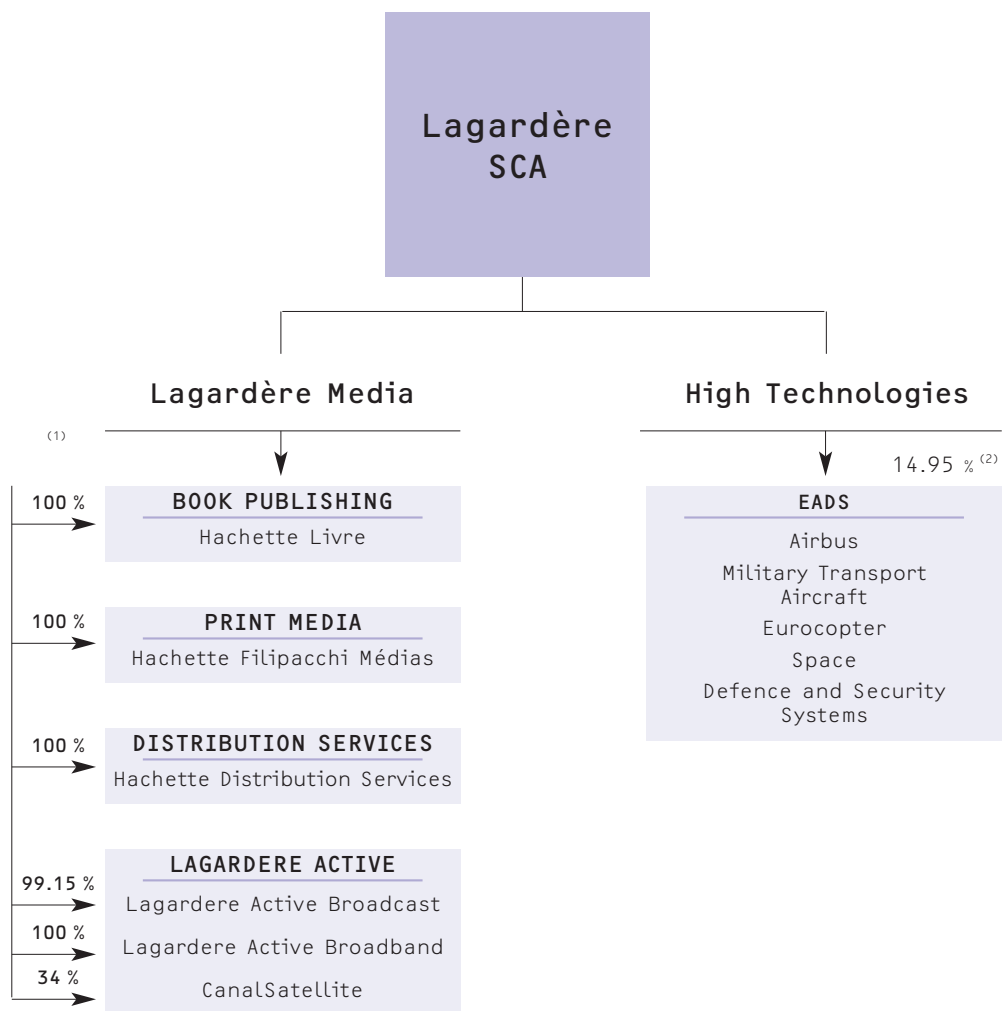 Lagardère
SCA
Lagardère Media
(1)
100 %
BOOK PUBLISHING
Hachette Livre
100 %
PRINT MEDIA
Hachette Filipacchi Médias
100 %
DISTRIBUTION SERVICES
Hachette Distribution Services
LAGARDERE ACTIVE
99.15 %
Lagardere Active Broadcast
100 %
Lagardere Active Broadband
34 %
CanalSatellite
High Technologies
14.95 % (2)
EADS
Airbus
Military Transport
Aircraft
Eurocopter
Space
Defence and Security
Systems